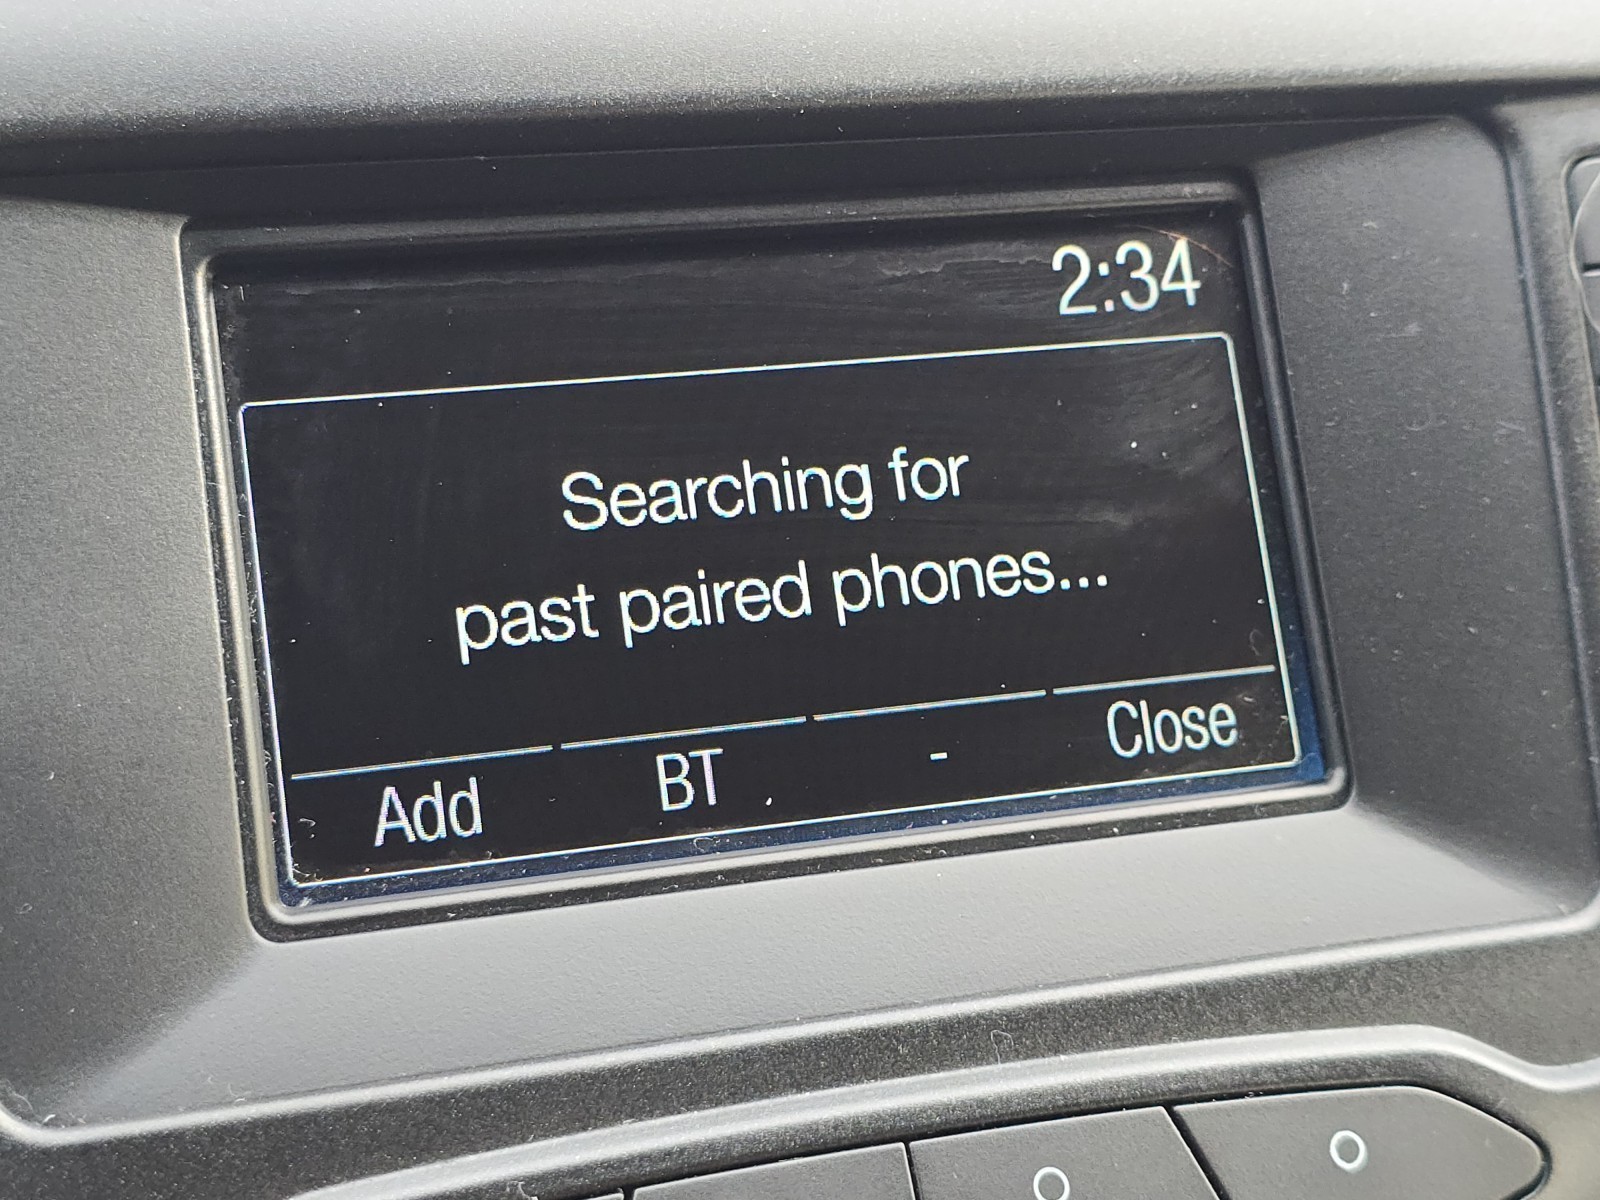 2:34
Searching for
past paired phones...
Add BT - Close